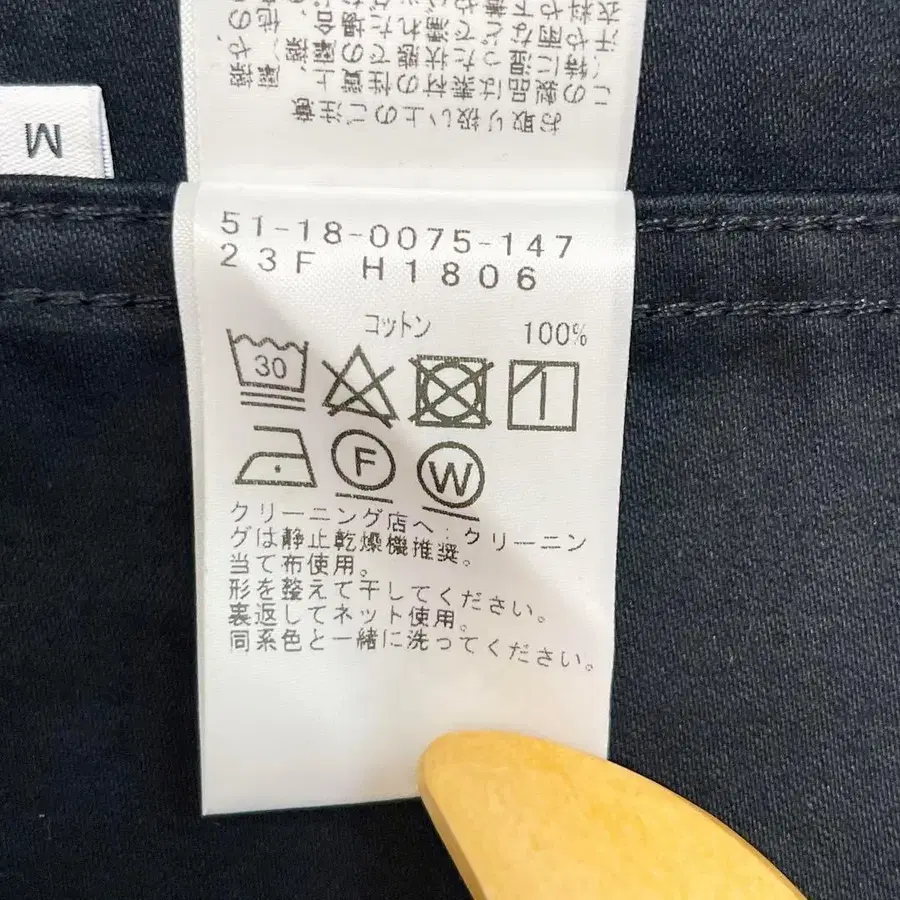 お取り扱い上のご注意
M
51-18-0075-147
23F H1806
コットン 100%
30
F
W
クリーニング店へ:クリーニン
グは静止乾燥機推奨。
当て布使用。
形を整えて干してください。
裏返してネット使用。
同系色と一緒に洗ってください。